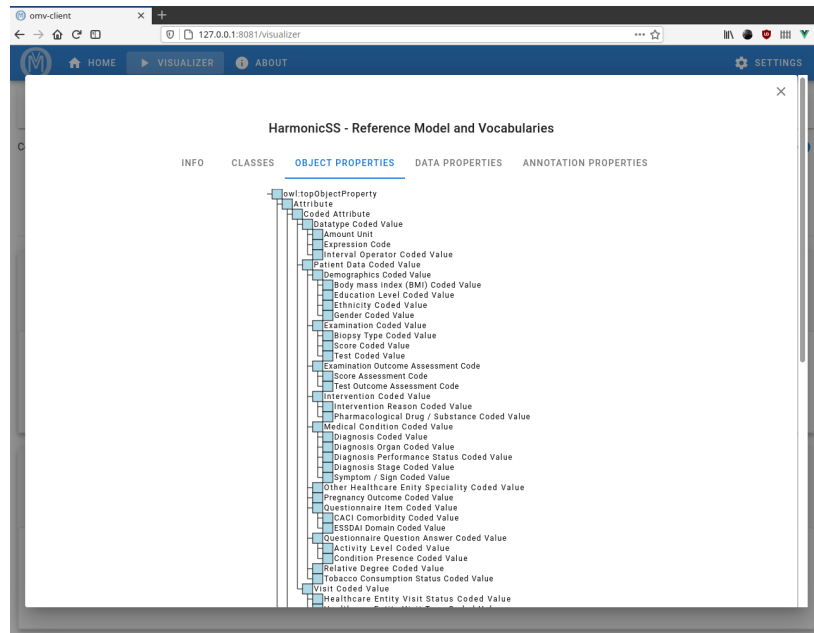 omv-client
127.0.0.1:8081/visualizer
HOME
VISUALIZER
ABOUT
SETTINGS
HarmonicSS - Reference Model and Vocabularies
INFO CLASSES OBJECT PROPERTIES DATA PROPERTIES ANNOTATION PROPERTIES
owl:topObjectProperty
Attribute
Coded Attribute
Datatype Coded Value
Amount Unit
Expression Code
Interval Operator Coded Value
Patient Data Coded Value
Demographics Coded Value
Body mass index (BMI) Coded Value
Education Level Coded Value
Ethnicity Coded Value
Gender Coded Value
Examination Coded Value
Biopsy Type Coded Value
Score Coded Value
Test Coded Value
Examination Outcome Assessment Code
Score Assessment Code
Test Outcome Assessment Code
Intervention Coded Value
Intervention Reason Coded Value
Pharmacological Drug / Substance Coded Value
Medical Condition Coded Value
Diagnosis Coded Value
Diagnosis Organ Coded Value
Diagnosis Performance Status Coded Value
Diagnosis Stage Coded Value
Symptom / Sign Coded Value
Other Healthcare Enity Speciality Coded Value
Pregnancy Outcome Coded Value
Questionnaire Item Coded Value
CACI Comorbidity Coded Value
ESSDAI Domain Coded Value
Questionnaire Question Answer Coded Value
Activity Level Coded Value
Condition Presence Coded Value
Relative Degree Coded Value
Tobacco Consumption Status Coded Value
Visit Coded Value
Healthcare Entity Visit Status Coded Value